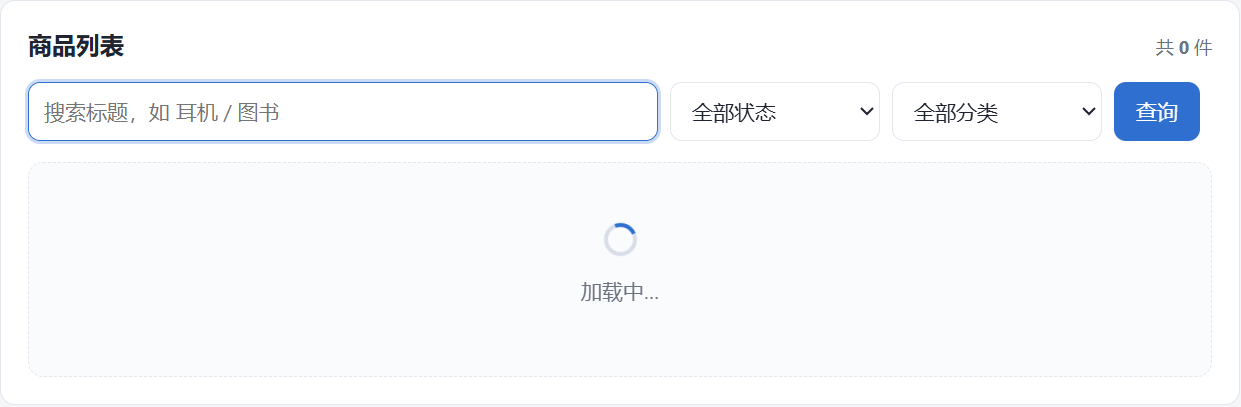 商品列表
共 0 件
搜索标题，如 耳机 / 图书
全部状态
全部分类
查询
加载中...